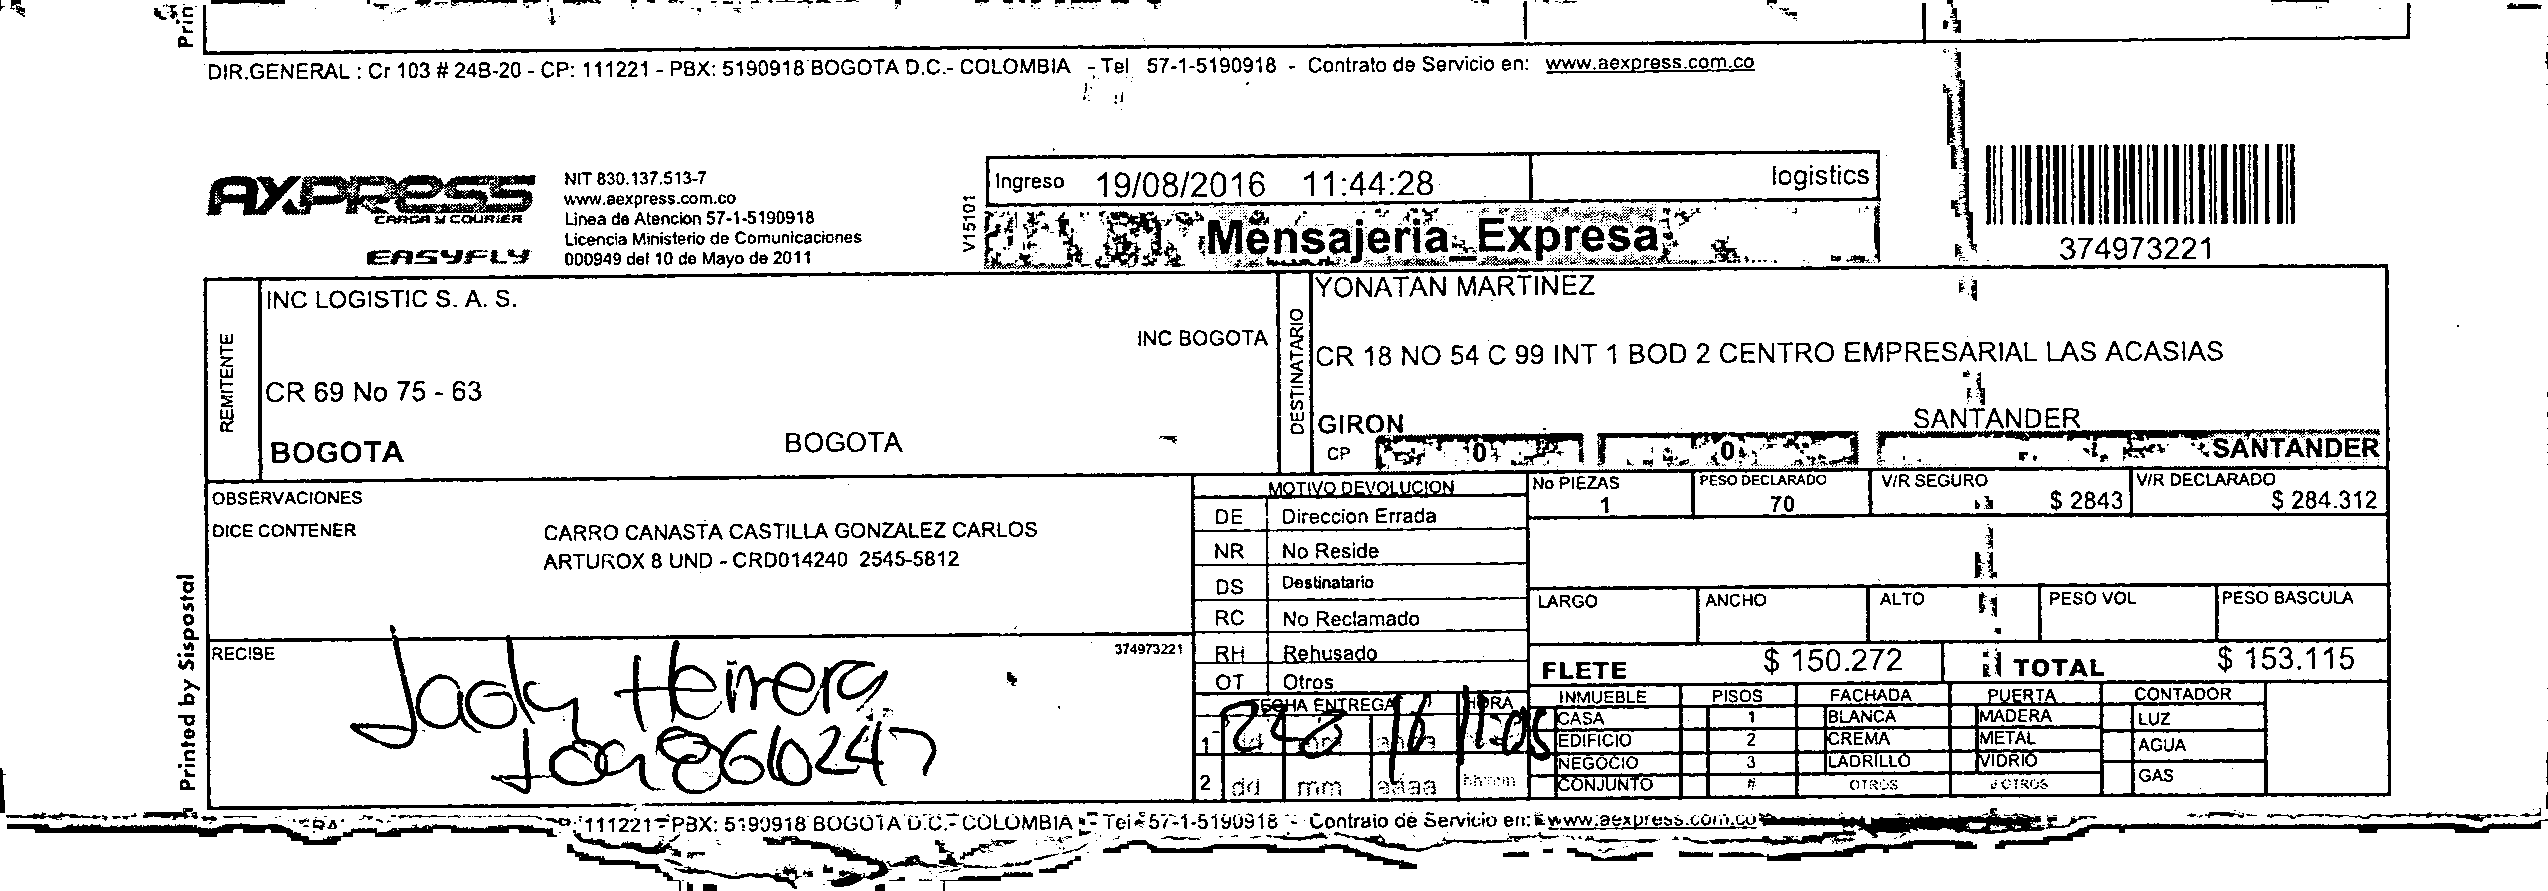 Prin
DIR.GENERAL : Cr 103 # 24B-20 - CP: 111221 - PBX: 5190918 BOGOTA D.C.- COLOMBIA - Tel 57-1-5190918 - Contrato de Servicio en: www.aexpress.com.co
AXPRESS
CARGA Y COURIER
EASYFLY
NIT 830.137.513-7
www.aexpress.com.co
Linea de Atencion 57-1-5190918
Licencia Ministerio de Comunicaciones
000949 del 10 de Mayo de 2011
V15101
Ingreso 19/08/2016 11:44:28 logistics
Mensajeria Expresa
374973221
REMITENTE
INC LOGISTIC S. A. S.
INC BOGOTA
CR 69 No 75 - 63
BOGOTA BOGOTA
DESTINATARIO
YONATAN MARTINEZ
CR 18 NO 54 C 99 INT 1 BOD 2 CENTRO EMPRESARIAL LAS ACASIAS
GIRON SANTANDER
CP 0 0 SANTANDER
OBSERVACIONES
DICE CONTENER CARRO CANASTA CASTILLA GONZALEZ CARLOS
ARTUROX 8 UND - CRD014240 2545-5812
MOTIVO DEVOLUCION
DE Direccion Errada
NR No Reside
DS Destinatario
RC No Reclamado
RH Rehusado
OT Otros
No PIEZAS PESO DECLARADO V/R SEGURO V/R DECLARADO
1 70 $ 2843 $ 284.312
LARGO ANCHO ALTO PESO VOL PESO BASCULA
FLETE $ 150.272 TOTAL $ 153.115
RECIBE 374973221
Herrera
FECHA ENTREGA HORA
1 24 8 16 11:05
2 dd mm aaaa hh:mm
INMUEBLE PISOS FACHADA PUERTA CONTADOR
CASA 1 BLANCA MADERA LUZ
EDIFICIO 2 CREMA METAL AGUA
NEGOCIO 3 LADRILLO VIDRIO GAS
CONJUNTO # OTROS OTROS
Printed by Sispostal
111221 - PBX: 5190918 BOGOTA D.C.- COLOMBIA - Tel 57-1-5190918 - Contrato de Servicio en: www.aexpress.com.co